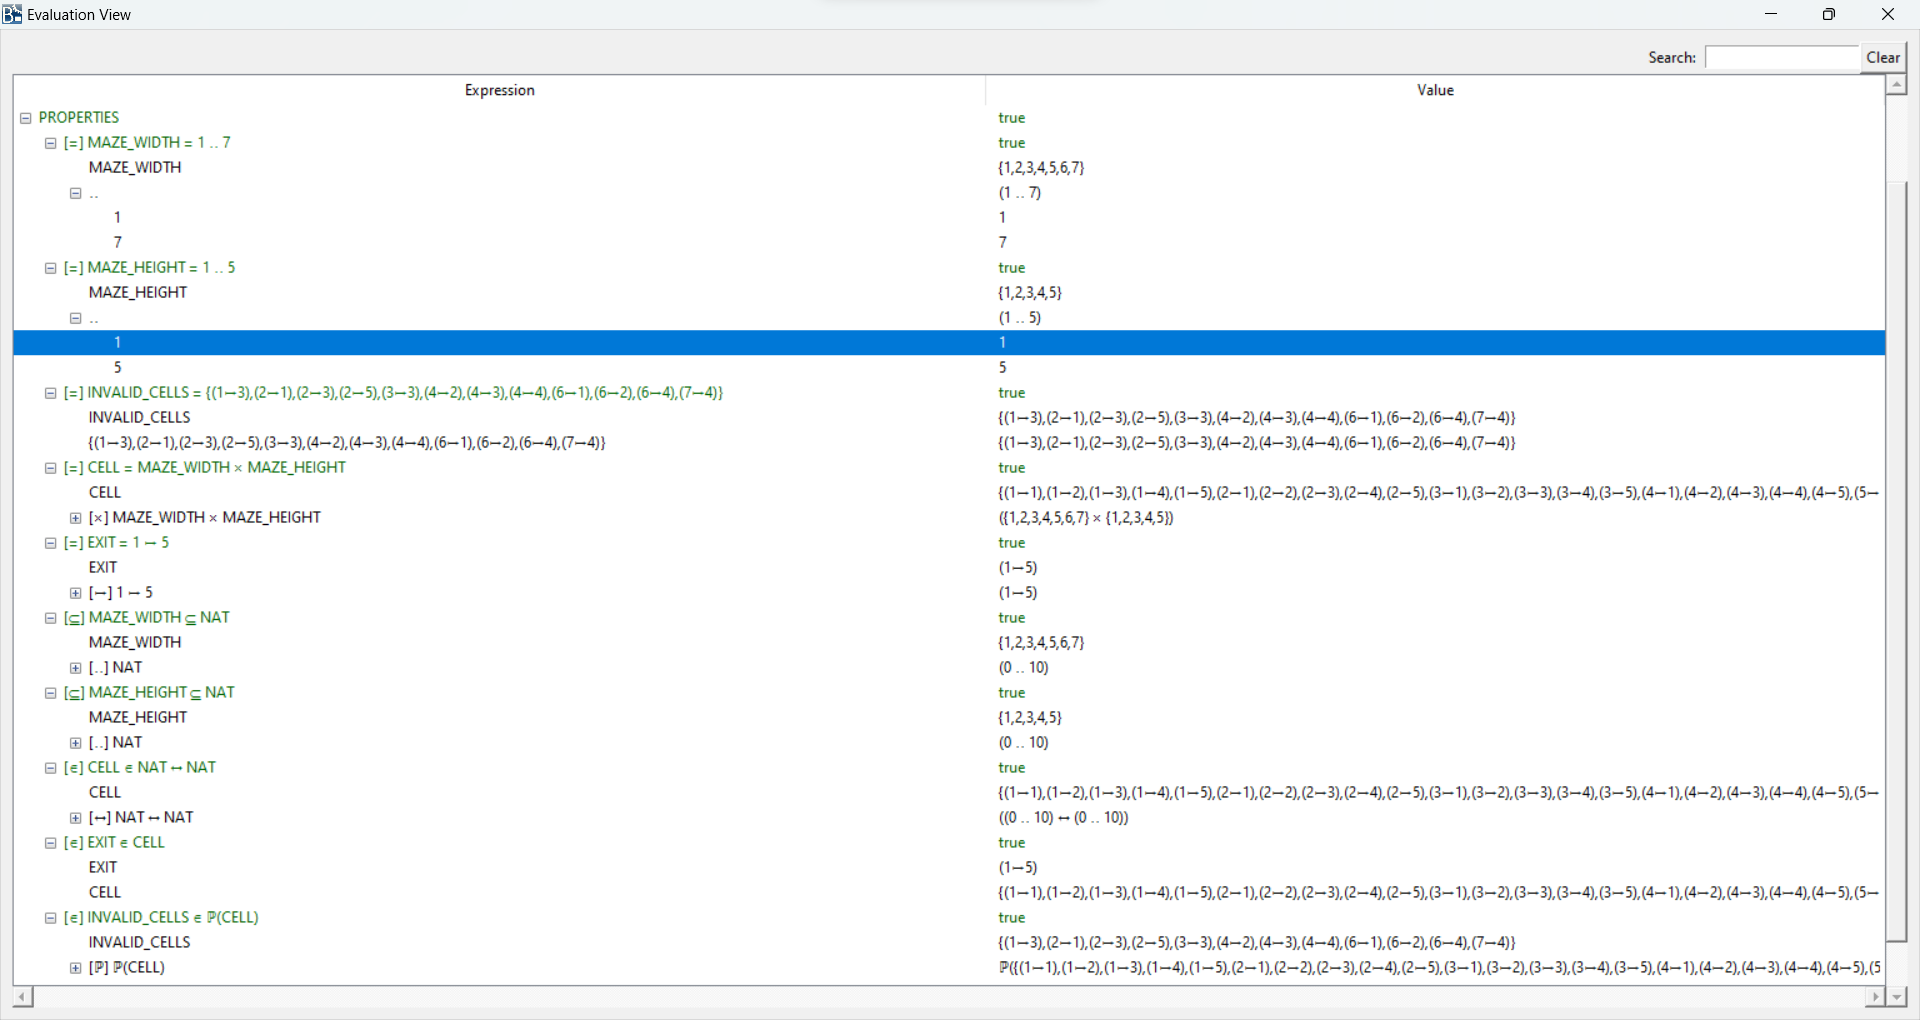 Evaluation View
Search: Clear
Expression Value
PROPERTIES true
[=] MAZE_WIDTH = 1 .. 7 true
MAZE_WIDTH {1,2,3,4,5,6,7}
.. (1 .. 7)
1 1
7 7
[=] MAZE_HEIGHT = 1 .. 5 true
MAZE_HEIGHT {1,2,3,4,5}
.. (1 .. 5)
1 1
5 5
[=] INVALID_CELLS = {(1↦3),(2↦1),(2↦3),(2↦5),(3↦3),(4↦2),(4↦3),(4↦4),(6↦1),(6↦2),(6↦4),(7↦4)} true
INVALID_CELLS {(1↦3),(2↦1),(2↦3),(2↦5),(3↦3),(4↦2),(4↦3),(4↦4),(6↦1),(6↦2),(6↦4),(7↦4)}
{(1↦3),(2↦1),(2↦3),(2↦5),(3↦3),(4↦2),(4↦3),(4↦4),(6↦1),(6↦2),(6↦4),(7↦4)} {(1↦3),(2↦1),(2↦3),(2↦5),(3↦3),(4↦2),(4↦3),(4↦4),(6↦1),(6↦2),(6↦4),(7↦4)}
[=] CELL = MAZE_WIDTH × MAZE_HEIGHT true
CELL {(1↦1),(1↦2),(1↦3),(1↦4),(1↦5),(2↦1),(2↦2),(2↦3),(2↦4),(2↦5),(3↦1),(3↦2),(3↦3),(3↦4),(3↦5),(4↦1),(4↦2),(4↦3),(4↦4),(4↦5),(5↦
[×] MAZE_WIDTH × MAZE_HEIGHT ({1,2,3,4,5,6,7} × {1,2,3,4,5})
[=] EXIT = 1 ↦ 5 true
EXIT (1↦5)
[↦] 1 ↦ 5 (1↦5)
[⊆] MAZE_WIDTH ⊆ NAT true
MAZE_WIDTH {1,2,3,4,5,6,7}
[..] NAT (0 .. 10)
[⊆] MAZE_HEIGHT ⊆ NAT true
MAZE_HEIGHT {1,2,3,4,5}
[..] NAT (0 .. 10)
[∈] CELL ∈ NAT ↔ NAT true
CELL {(1↦1),(1↦2),(1↦3),(1↦4),(1↦5),(2↦1),(2↦2),(2↦3),(2↦4),(2↦5),(3↦1),(3↦2),(3↦3),(3↦4),(3↦5),(4↦1),(4↦2),(4↦3),(4↦4),(4↦5),(5↦
[↔] NAT ↔ NAT ((0 .. 10) ↔ (0 .. 10))
[∈] EXIT ∈ CELL true
EXIT (1↦5)
CELL {(1↦1),(1↦2),(1↦3),(1↦4),(1↦5),(2↦1),(2↦2),(2↦3),(2↦4),(2↦5),(3↦1),(3↦2),(3↦3),(3↦4),(3↦5),(4↦1),(4↦2),(4↦3),(4↦4),(4↦5),(5↦
[∈] INVALID_CELLS ∈ ℙ(CELL) true
INVALID_CELLS {(1↦3),(2↦1),(2↦3),(2↦5),(3↦3),(4↦2),(4↦3),(4↦4),(6↦1),(6↦2),(6↦4),(7↦4)}
[ℙ] ℙ(CELL) ℙ({(1↦1),(1↦2),(1↦3),(1↦4),(1↦5),(2↦1),(2↦2),(2↦3),(2↦4),(2↦5),(3↦1),(3↦2),(3↦3),(3↦4),(3↦5),(4↦1),(4↦2),(4↦3),(4↦4),(4↦5),(5